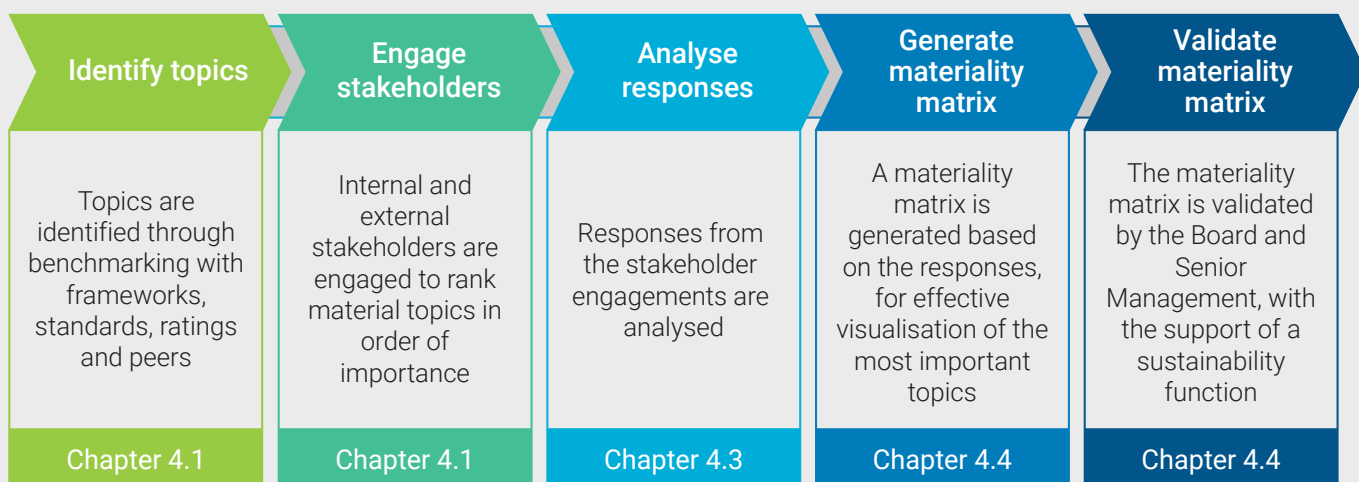 Identify topics
Topics are
identified through
benchmarking with
frameworks,
standards, ratings
and peers
Chapter 4.1
Engage
stakeholders
Internal and
external
stakeholders are
engaged to rank
material topics in
order of
importance
Chapter 4.1
Analyse
responses
Responses from
the stakeholder
engagements are
analysed
Chapter 4.3
Generate
materiality
matrix
A materiality
matrix is
generated based
on the responses,
for effective
visualisation of the
most important
topics
Chapter 4.4
Validate
materiality
matrix
The materiality
matrix is validated
by the Board and
Senior
Management, with
the support of a
sustainability
function
Chapter 4.4